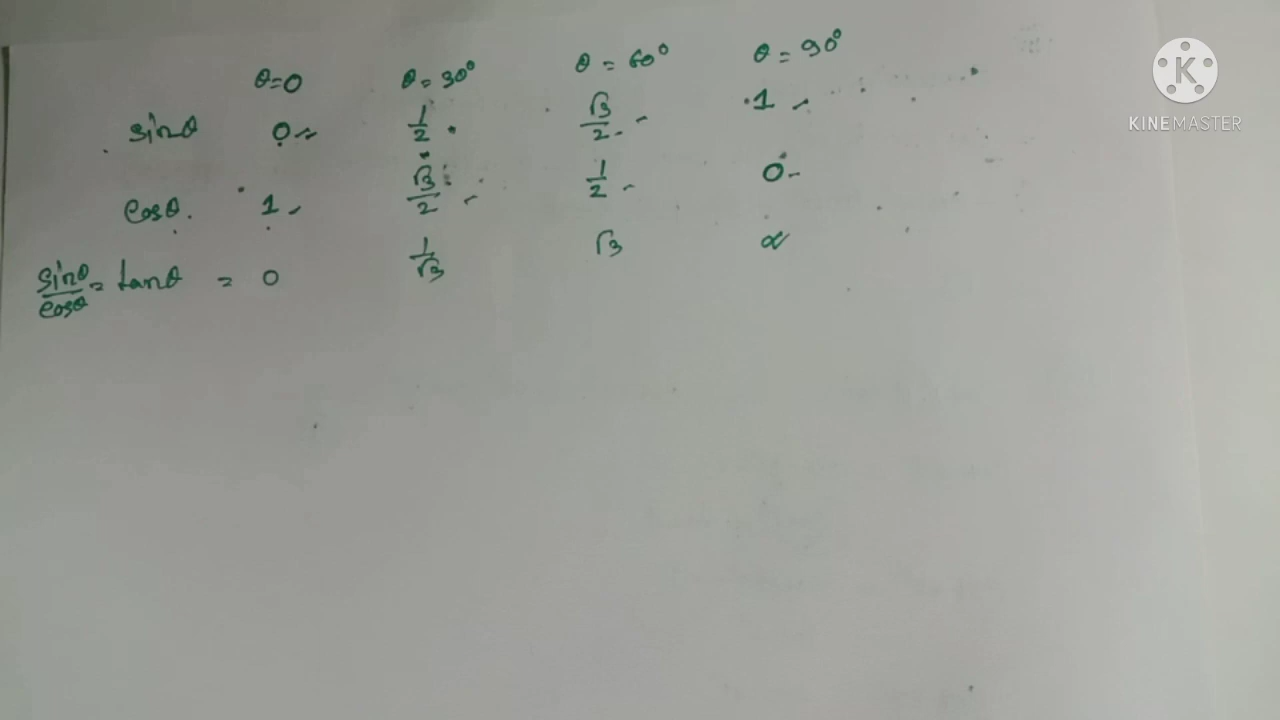 θ=0 θ=30° θ=60° θ=90°
sinθ 0 1/2 √3/2 1
cosθ. 1 √3/2 1/2 0
sinθ/cosθ = tanθ = 0 1/√3 √3 ∝
KINEMASTER